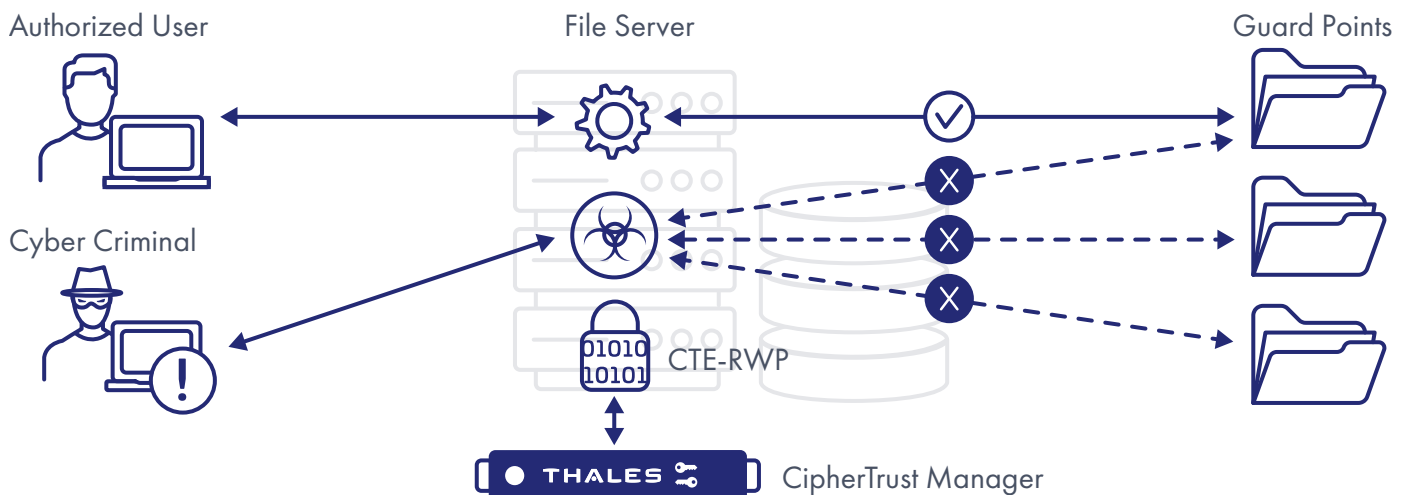 Authorized User
File Server
Guard Points
X
Cyber Criminal
X
X
01010
10101
CTE-RWP
THALES
CipherTrust Manager